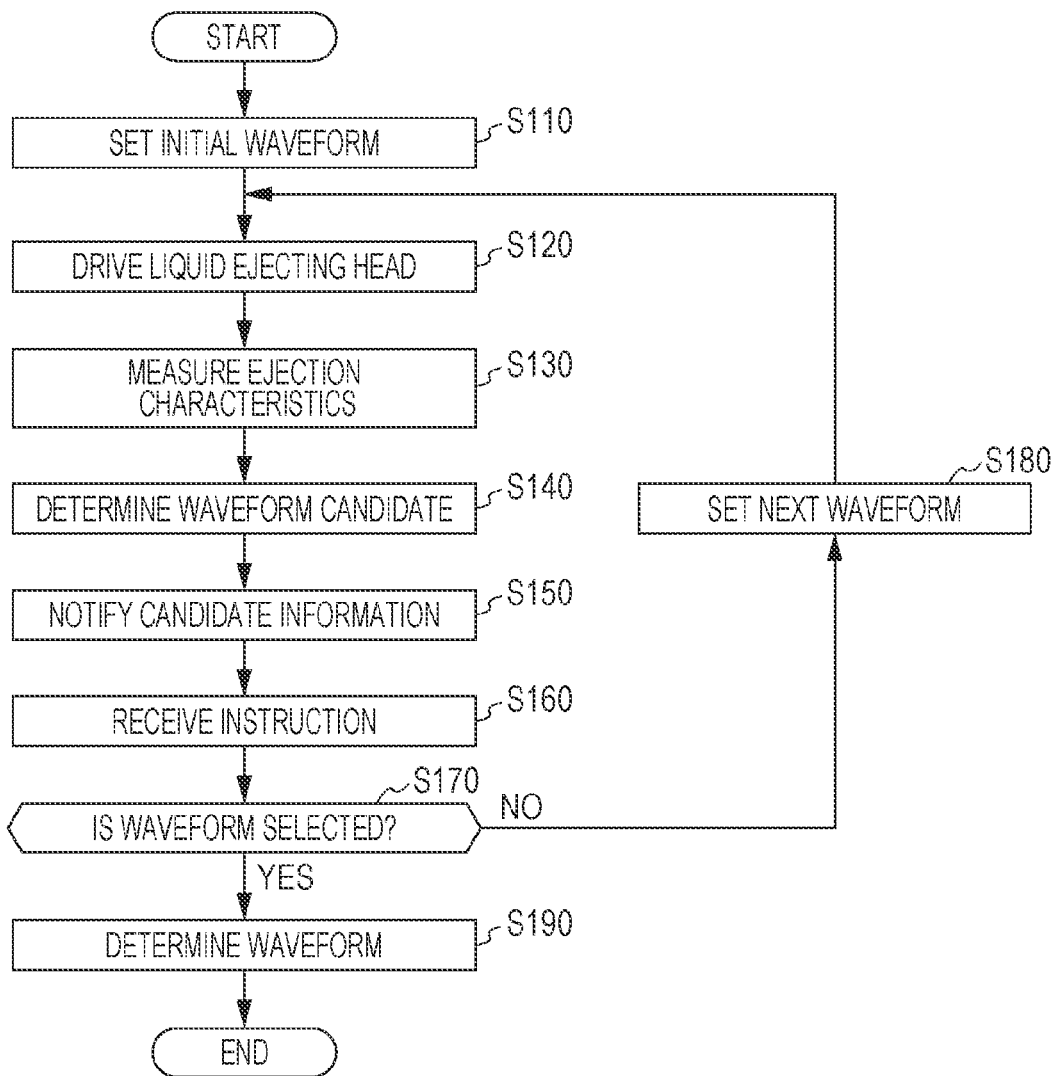 START
SET INITIAL WAVEFORM
S110
DRIVE LIQUID EJECTING HEAD
S120
MEASURE EJECTION
CHARACTERISTICS
S130
DETERMINE WAVEFORM CANDIDATE
S140
SET NEXT WAVEFORM
S180
NOTIFY CANDIDATE INFORMATION
S150
RECEIVE INSTRUCTION
S160
IS WAVEFORM SELECTED?
S170
NO
YES
DETERMINE WAVEFORM
S190
END